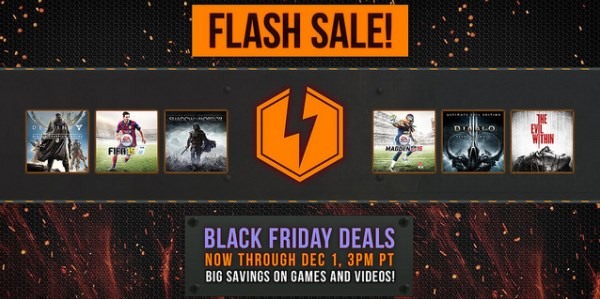 FLASH SALE!
DESTINY
FIFA 15
SHADOW OF MORDOR
MADDEN 15
DIABLO
THE EVIL WITHIN
BLACK FRIDAY DEALS
NOW THROUGH DEC 1, 3PM PT
BIG SAVINGS ON GAMES AND VIDEOS!